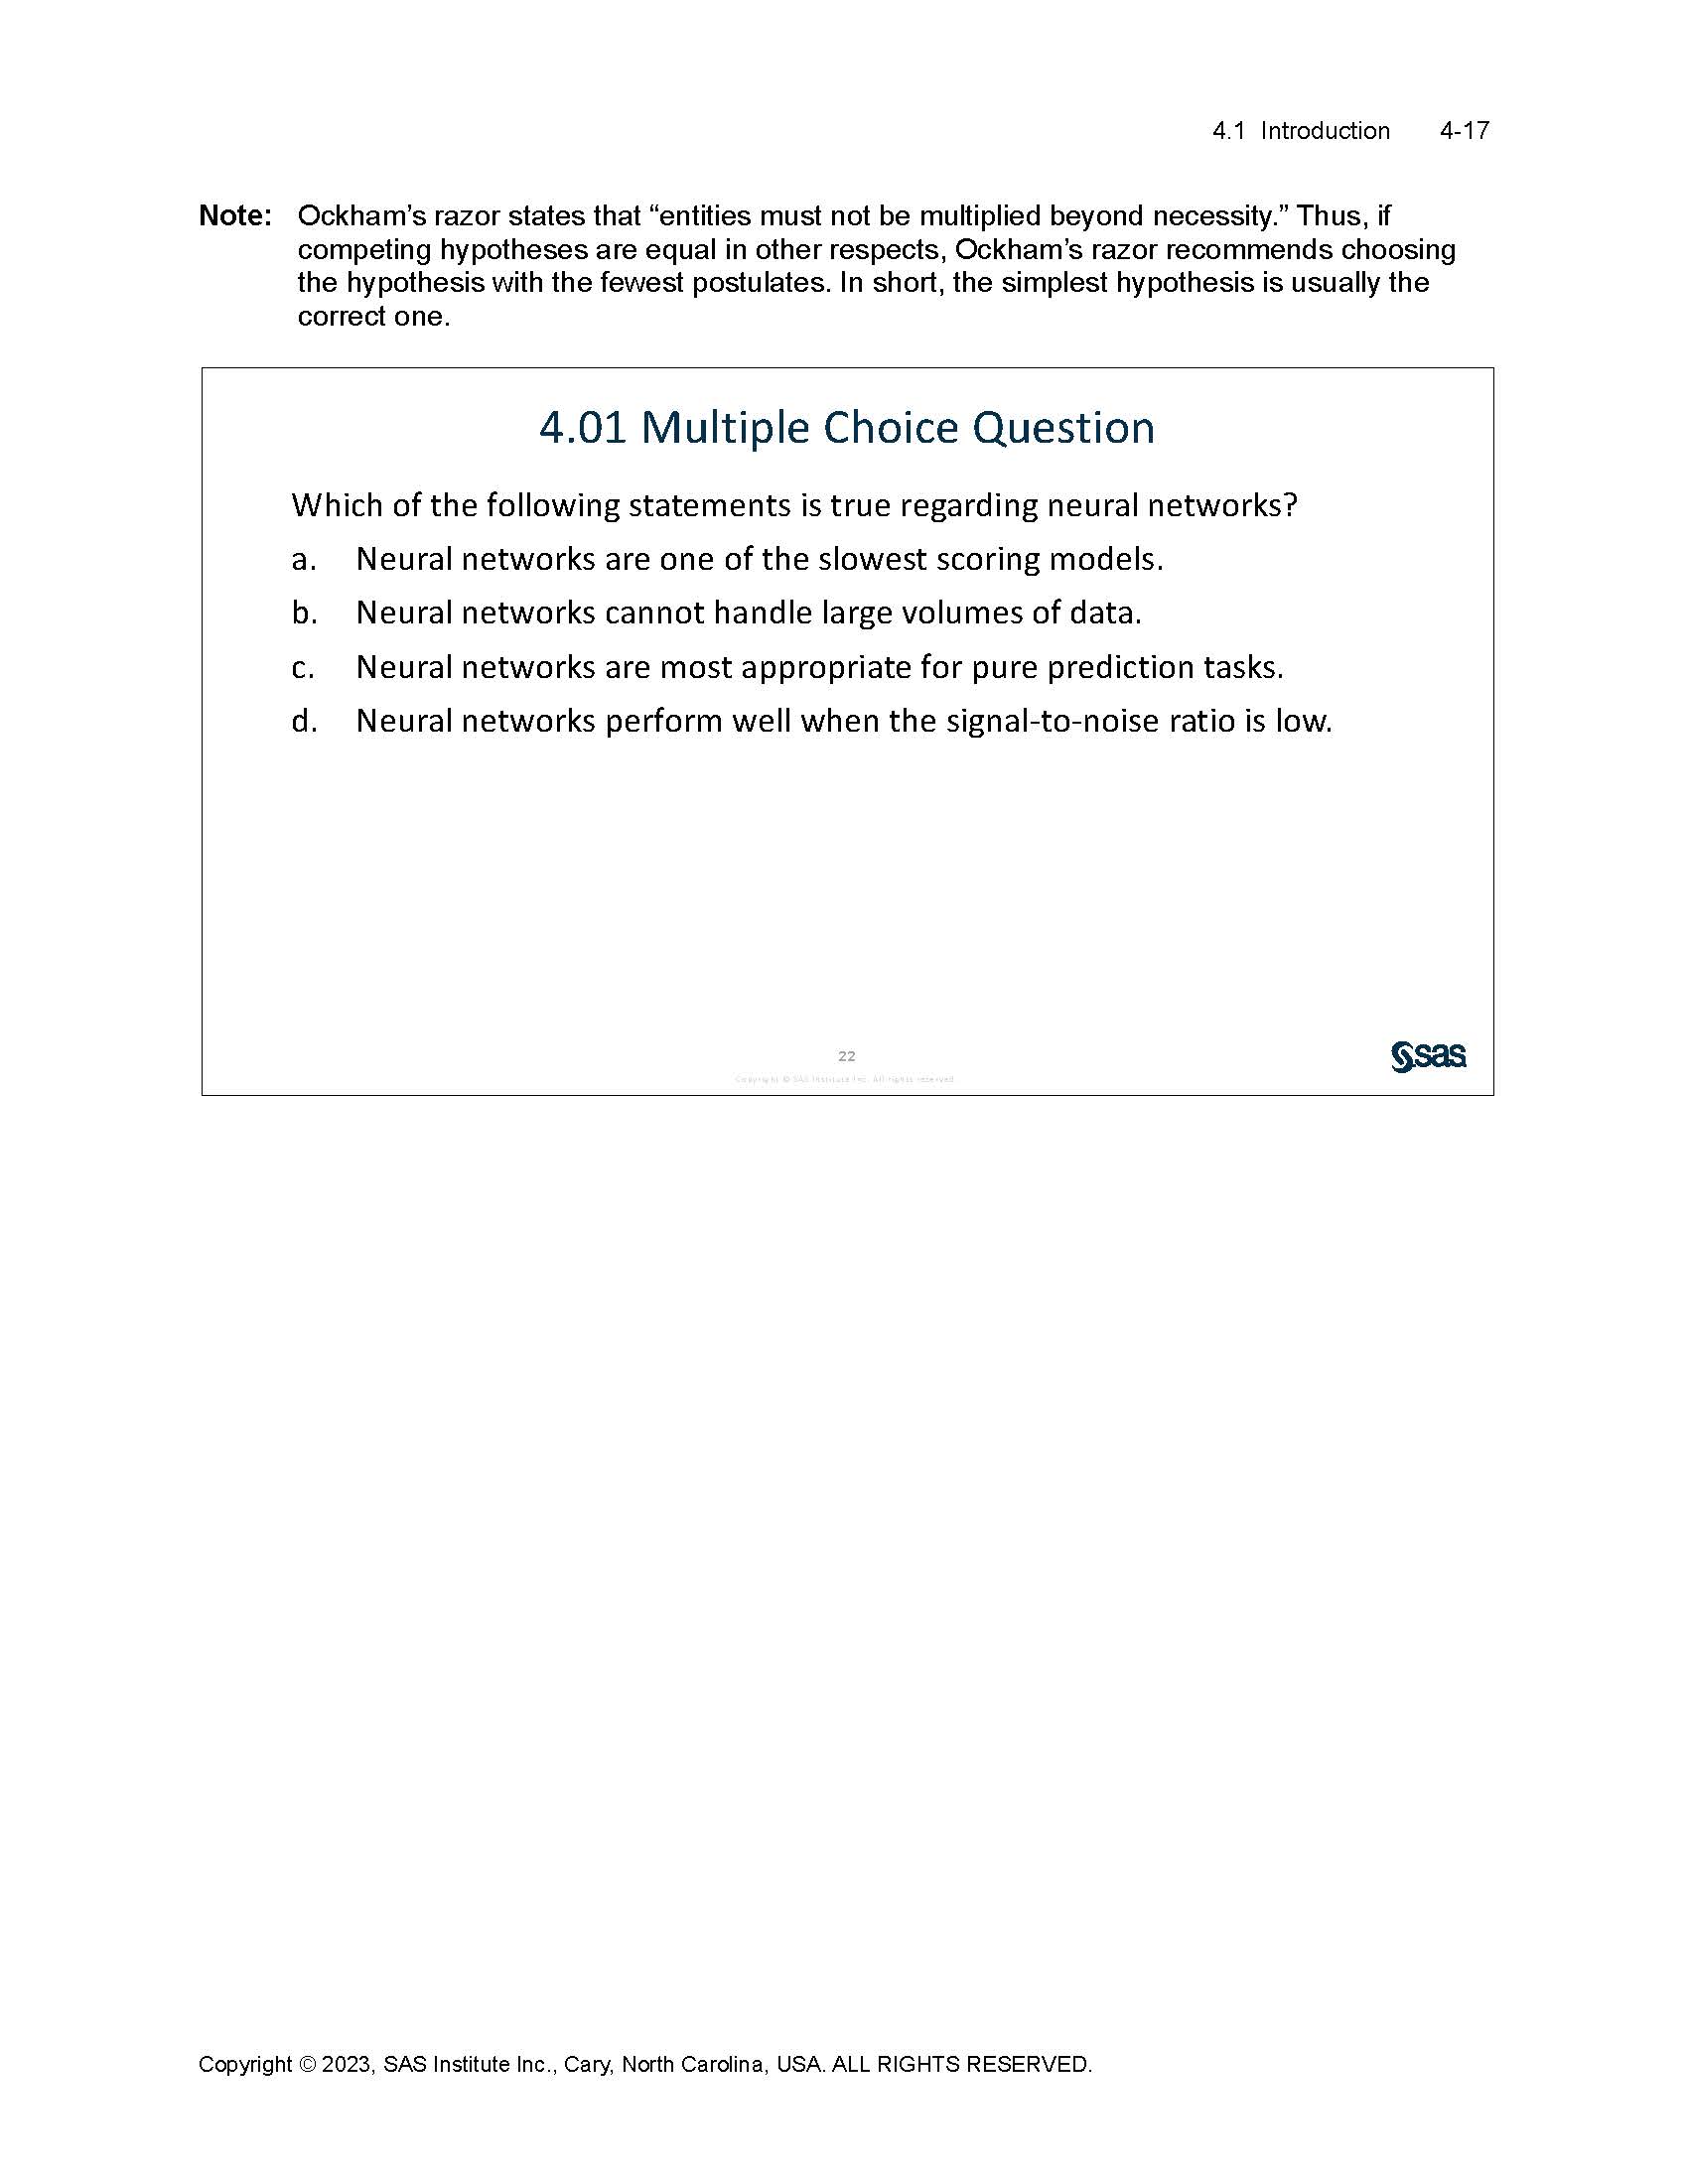 4.1 Introduction 4-17
Note: Ockham’s razor states that “entities must not be multiplied beyond necessity.” Thus, if
competing hypotheses are equal in other respects, Ockham’s razor recommends choosing
the hypothesis with the fewest postulates. In short, the simplest hypothesis is usually the
correct one.
4.01 Multiple Choice Question
Which of the following statements is true regarding neural networks?
a. Neural networks are one of the slowest scoring models.
b. Neural networks cannot handle large volumes of data.
c. Neural networks are most appropriate for pure prediction tasks.
d. Neural networks perform well when the signal-to-noise ratio is low.
22
Copyright © SAS Institute Inc. All rights reserved
sas
Copyright © 2023, SAS Institute Inc., Cary, North Carolina, USA. ALL RIGHTS RESERVED.